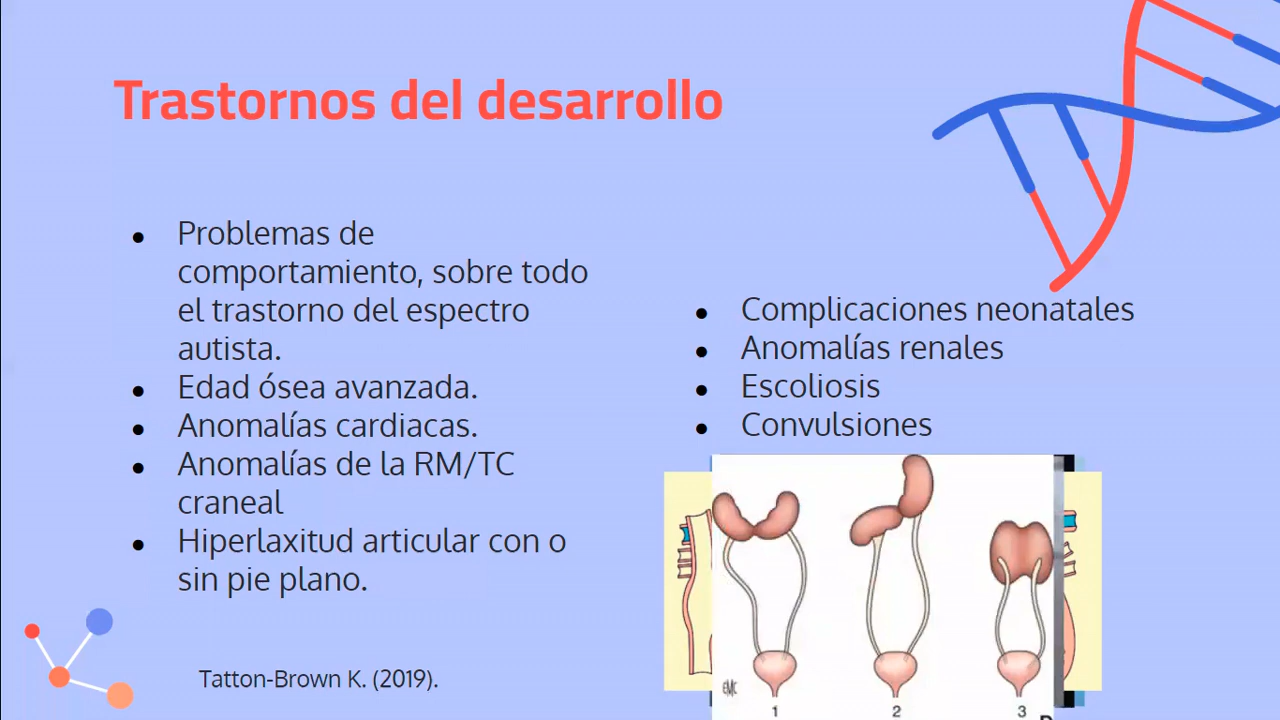 Trastornos del desarrollo
● Problemas de
comportamiento, sobre todo
el trastorno del espectro
autista.
● Edad ósea avanzada.
● Anomalías cardiacas.
● Anomalías de la RM/TC
craneal
● Hiperlaxitud articular con o
sin pie plano.
Tatton-Brown K. (2019).
● Complicaciones neonatales
● Anomalías renales
● Escoliosis
● Convulsiones
EMC
1 2 3